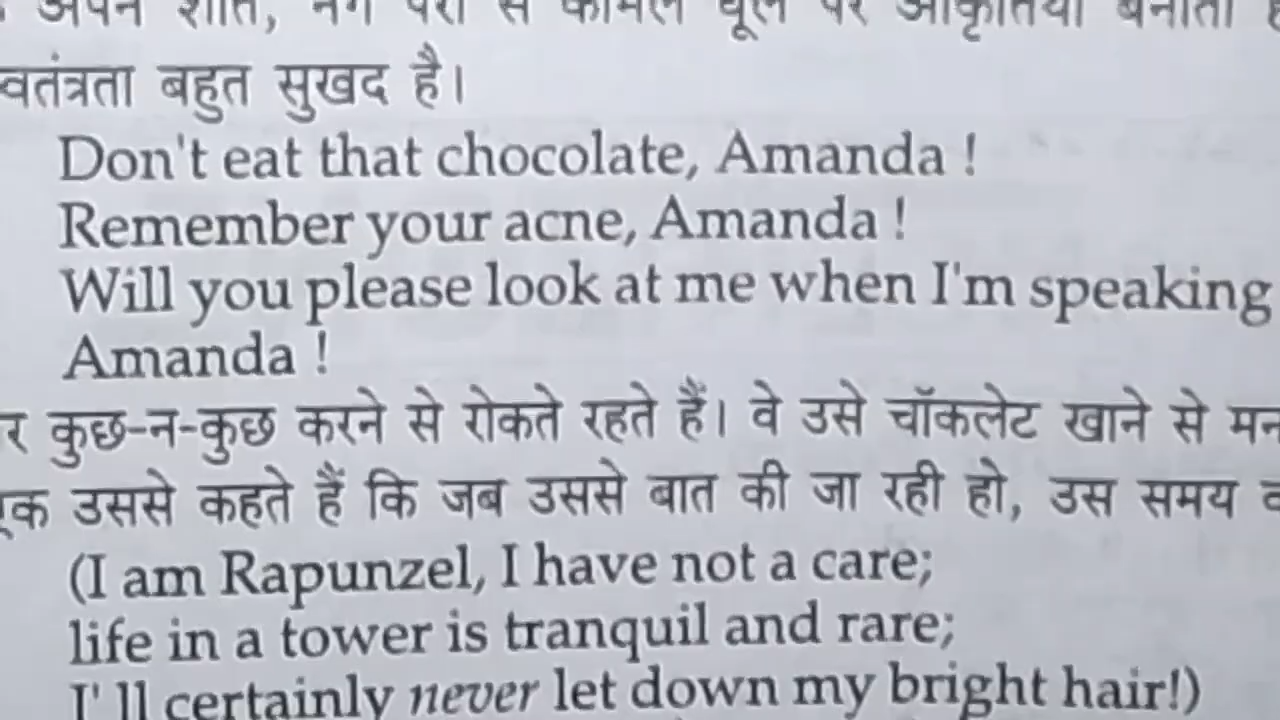 अपने शांत, नंगे पैरों से कोमल धूल पर आकृतियाँ बनाती
वतंत्रता बहुत सुखद है।
Don't eat that chocolate, Amanda !
Remember your acne, Amanda !
Will you please look at me when I'm speaking
Amanda !
र कुछ-न-कुछ करने से रोकते रहते हैं। वे उसे चॉकलेट खाने से मन
एक उससे कहते हैं कि जब उससे बात की जा रही हो, उस समय
(I am Rapunzel, I have not a care;
life in a tower is tranquil and rare;
I' ll certainly never let down my bright hair!)